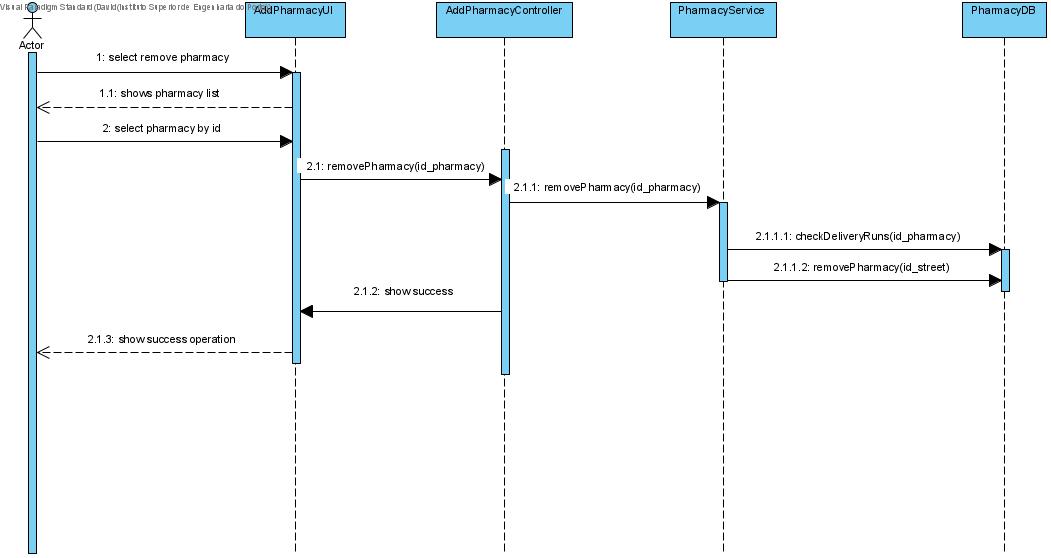 Visual Paradigm Standard(David(Instituto Superior de Engenharia do Porto
AddPharmacyUI
AddPharmacyController
PharmacyService
PharmacyDB
Actor
1: select remove pharmacy
1.1: shows pharmacy list
2: select pharmacy by id
2.1: removePharmacy(id_pharmacy)
2.1.1: removePharmacy(id_pharmacy)
2.1.1.1: checkDeliveryRuns(id_pharmacy)
2.1.1.2: removePharmacy(id_street)
2.1.2: show success
2.1.3: show success operation